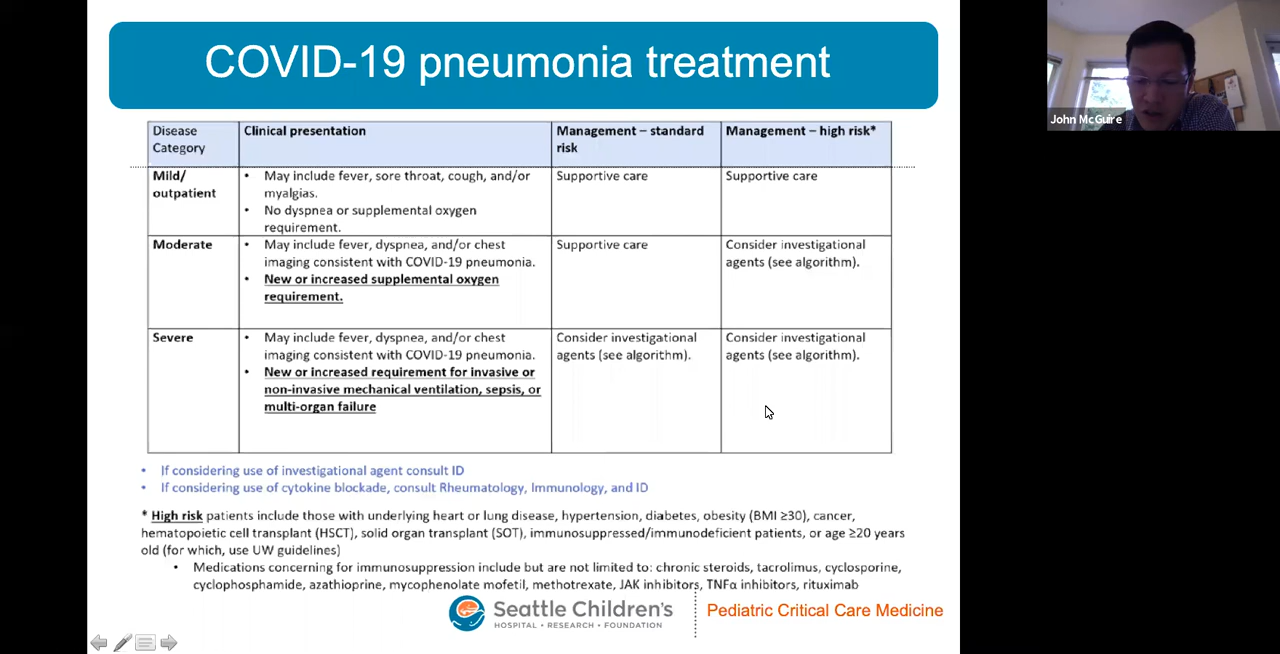 COVID-19 pneumonia treatment
John McGuire
Disease
Category
Clinical presentation
Management – standard
risk
Management – high risk*
Mild/
outpatient
• May include fever, sore throat, cough, and/or
myalgias.
• No dyspnea or supplemental oxygen
requirement.
Supportive care
Supportive care
Moderate
• May include fever, dyspnea, and/or chest
imaging consistent with COVID-19 pneumonia.
• New or increased supplemental oxygen
requirement.
Supportive care
Consider investigational
agents (see algorithm).
Severe
• May include fever, dyspnea, and/or chest
imaging consistent with COVID-19 pneumonia.
• New or increased requirement for invasive or
non-invasive mechanical ventilation, sepsis, or
multi-organ failure
Consider investigational
agents (see algorithm).
Consider investigational
agents (see algorithm).
• If considering use of investigational agent consult ID
• If considering use of cytokine blockade, consult Rheumatology, Immunology, and ID
* High risk patients include those with underlying heart or lung disease, hypertension, diabetes, obesity (BMI ≥30), cancer,
hematopoietic cell transplant (HSCT), solid organ transplant (SOT), immunosuppressed/immunodeficient patients, or age ≥20 years
old (for which, use UW guidelines)
• Medications concerning for immunosuppression include but are not limited to: chronic steroids, tacrolimus, cyclosporine,
cyclophosphamide, azathioprine, mycophenolate mofetil, methotrexate, JAK inhibitors, TNFα inhibitors, rituximab
Seattle Children's
HOSPITAL • RESEARCH • FOUNDATION
Pediatric Critical Care Medicine